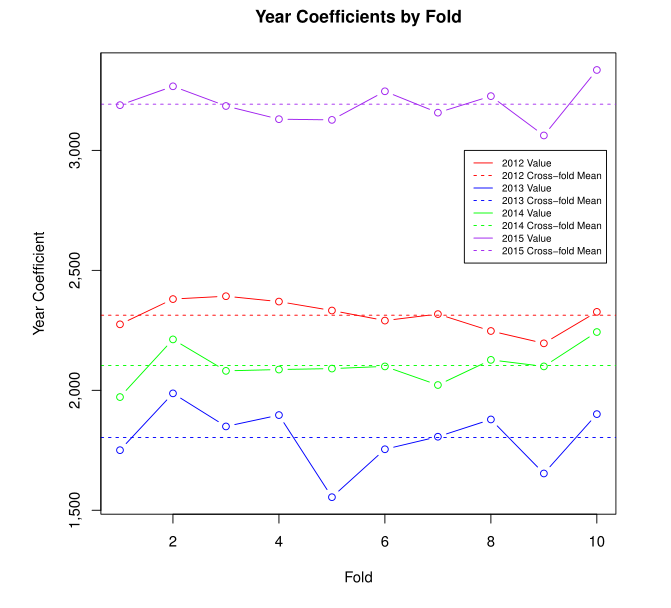 Year Coefficients by Fold
3,000
2012 Value
2012 Cross-fold Mean
2013 Value
2013 Cross-fold Mean
2014 Value
2014 Cross-fold Mean
2015 Value
2015 Cross-fold Mean
2,500
Year Coefficient
2,000
1,500
2 4 6 8 10
Fold